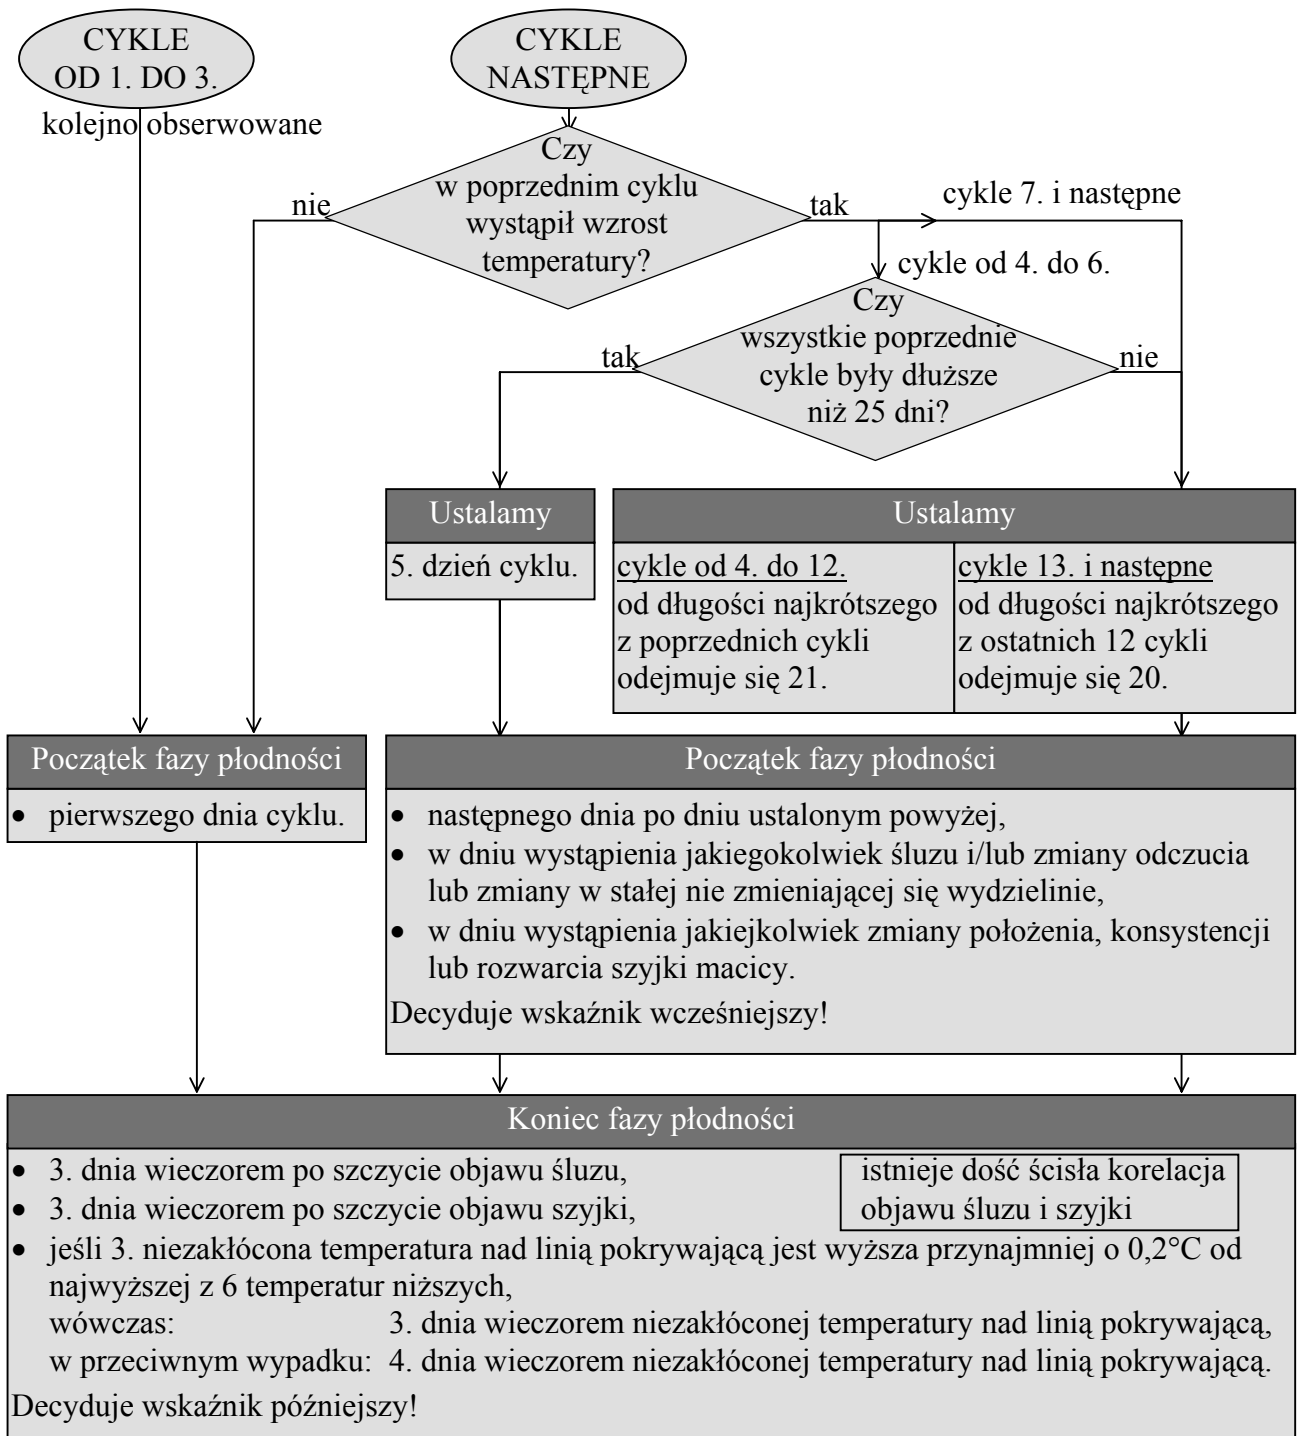 CYKLE
OD 1. DO 3.
kolejno obserwowane
CYKLE
NASTĘPNE
Czy
w poprzednim cyklu
wystąpił wzrost
temperatury?
nie
tak
cykle 7. i następne
cykle od 4. do 6.
Czy
wszystkie poprzednie
cykle były dłuższe
niż 25 dni?
tak
nie
Ustalamy
5. dzień cyklu.
Ustalamy
cykle od 4. do 12.
od długości najkrótszego
z poprzednich cykli
odejmuje się 21.
cykle 13. i następne
od długości najkrótszego
z ostatnich 12 cykli
odejmuje się 20.
Początek fazy płodności
• pierwszego dnia cyklu.
Początek fazy płodności
• następnego dnia po dniu ustalonym powyżej,
• w dniu wystąpienia jakiegokolwiek śluzu i/lub zmiany odczucia
lub zmiany w stałej nie zmieniającej się wydzielinie,
• w dniu wystąpienia jakiejkolwiek zmiany położenia, konsystencji
lub rozwarcia szyjki macicy.
Decyduje wskaźnik wcześniejszy!
Koniec fazy płodności
• 3. dnia wieczorem po szczycie objawu śluzu,
• 3. dnia wieczorem po szczycie objawu szyjki,
istnieje dość ścisła korelacja
objawu śluzu i szyjki
• jeśli 3. niezakłócona temperatura nad linią pokrywającą jest wyższa przynajmniej o 0,2°C od
najwyższej z 6 temperatur niższych,
wówczas: 3. dnia wieczorem niezakłóconej temperatury nad linią pokrywającą,
w przeciwnym wypadku: 4. dnia wieczorem niezakłóconej temperatury nad linią pokrywającą.
Decyduje wskaźnik późniejszy!